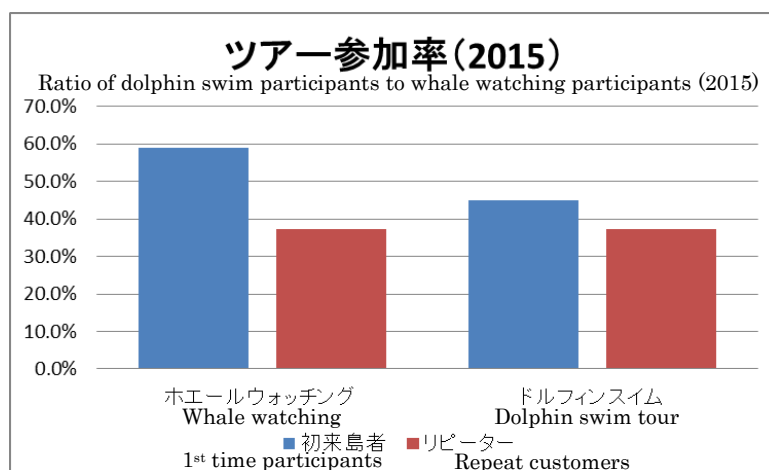 ツアー参加率(2015)
Ratio of dolphin swim participants to whale watching participants (2015)
70.0%
60.0%
50.0%
40.0%
30.0%
20.0%
10.0%
0.0%
ホエールウォッチング ドルフィンスイム
Whale watching Dolphin swim tour
初来島者 リピーター
1st time participants Repeat customers